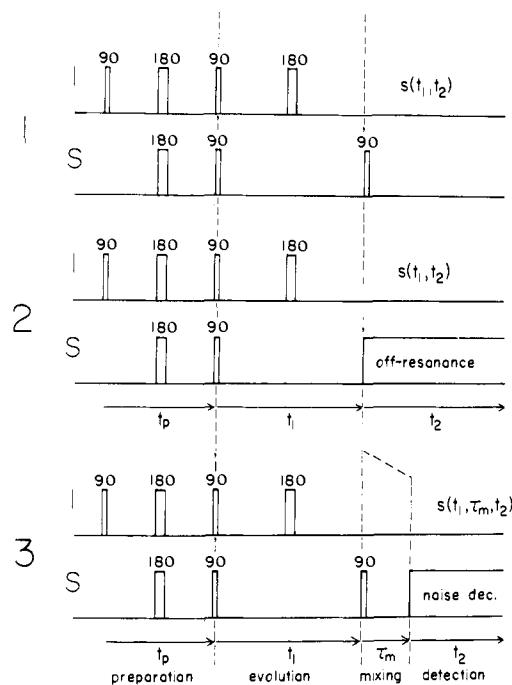 90 180 90 180
I s(t₁, t₂)
1
90
180 90
S
90 180 90 180
I s(t₁, t₂)
2
180 90
S off-resonance
tp t₁ t₂
90 180 90 180
I s(t₁, τm, t₂)
3
180 90 90
S noise dec.
tp t₁ τm t₂
preparation evolution mixing detection